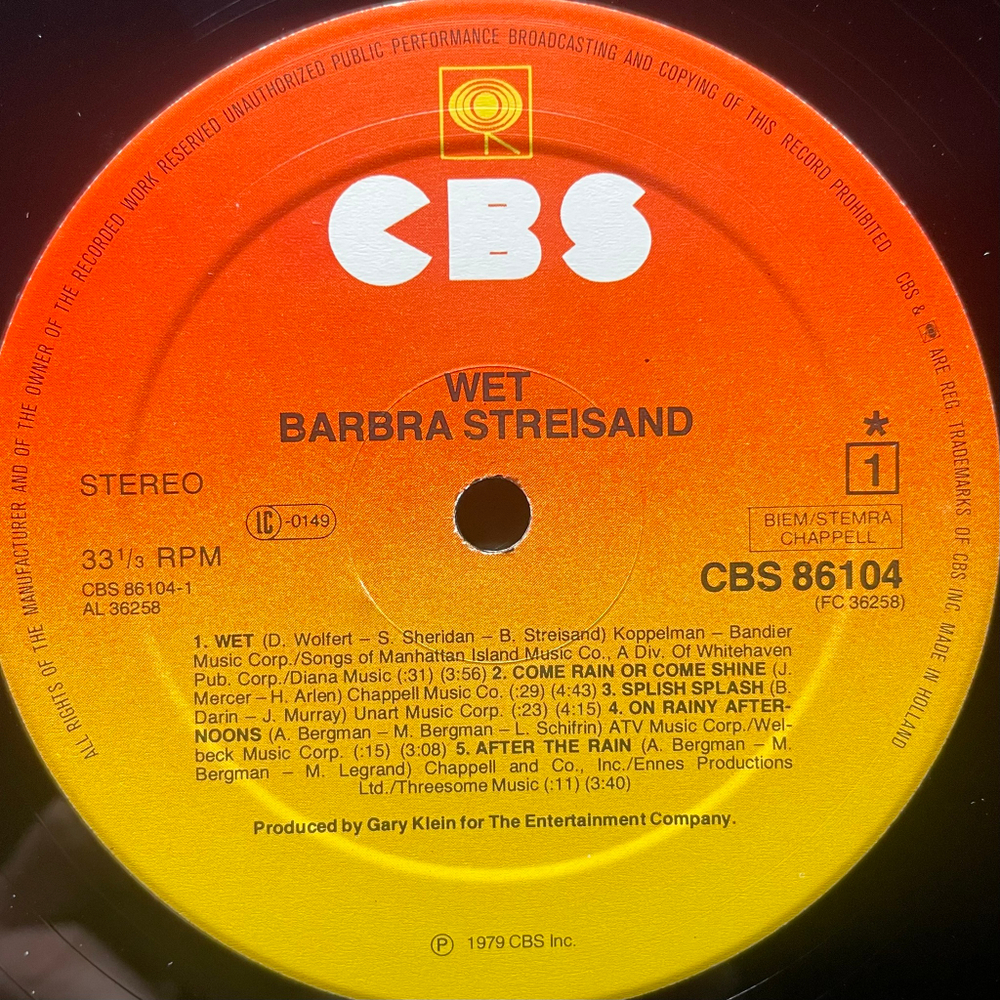 ALL RIGHTS OF THE MANUFACTURER AND OF THE OWNER OF THE RECORDED WORK RESERVED UNAUTHORIZED PUBLIC PERFORMANCE BROADCASTING AND COPYING OF THIS RECORD PROHIBITED CBS & ARE REG. TRADEMARKS OF CBS INC. MADE IN HOLLAND
CBS
WET
BARBRA STREISAND
*
1
STEREO
LC -0149
BIEM/STEMRA
CHAPPELL
33 1/3 RPM
CBS 86104
CBS 86104-1
(FC 36258)
AL 36258
1. WET (D. Wolfert – S. Sheridan – B. Streisand) Koppelman – Bandier
Music Corp./Songs of Manhattan Island Music Co., A Div. Of Whitehaven
Pub. Corp./Diana Music (:31) (3:56) 2. COME RAIN OR COME SHINE (J.
Mercer – H. Arlen) Chappell Music Co. (:29) (4:43) 3. SPLISH SPLASH (B.
Darin – J. Murray) Unart Music Corp. (:23) (4:15) 4. ON RAINY AFTER-
NOONS (A. Bergman – M. Bergman – L. Schifrin) ATV Music Corp./Wel-
beck Music Corp. (:15) (3:08) 5. AFTER THE RAIN (A. Bergman – M.
Bergman – M. Legrand) Chappell and Co., Inc./Ennes Productions
Ltd./Threesome Music (:11) (3:40)
Produced by Gary Klein for The Entertainment Company.
Ⓟ 1979 CBS Inc.